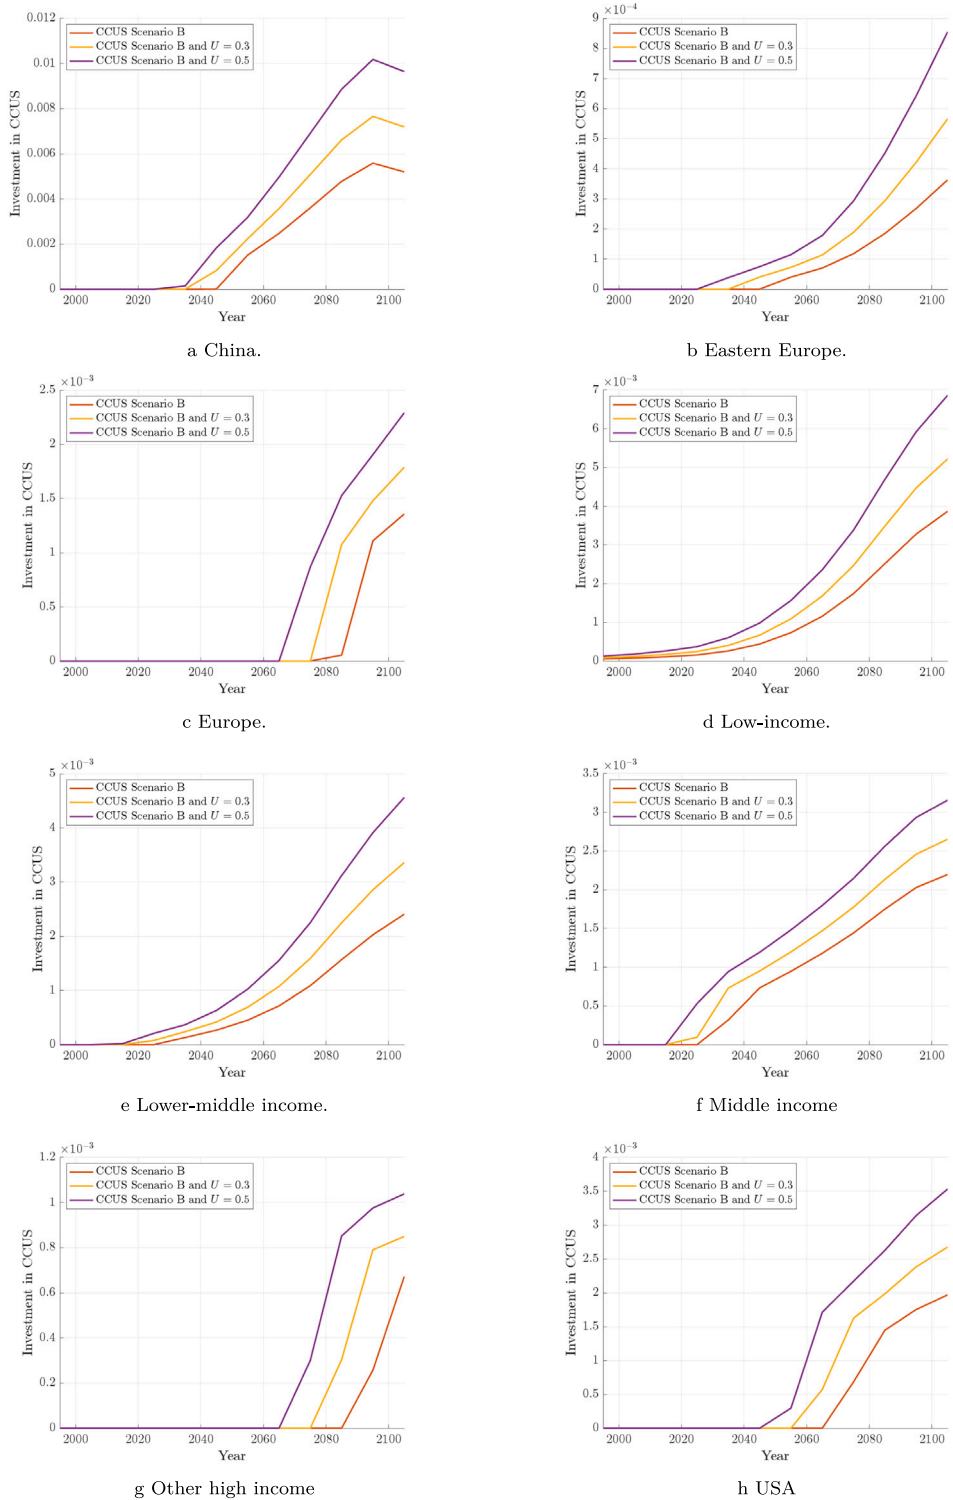 0.012
0.01
0.008
0.006
0.004
0.002
0
Investment in CCUS
CCUS Scenario B
CCUS Scenario B and U = 0.3
CCUS Scenario B and U = 0.5
2000 2020 2040 2060 2080 2100
Year
a China.
×10⁻⁴
9
8
7
6
5
4
3
2
1
0
Investment in CCUS
CCUS Scenario B
CCUS Scenario B and U = 0.3
CCUS Scenario B and U = 0.5
2000 2020 2040 2060 2080 2100
Year
b Eastern Europe.
×10⁻³
2.5
2
1.5
1
0.5
0
Investment in CCUS
CCUS Scenario B
CCUS Scenario B and U = 0.3
CCUS Scenario B and U = 0.5
2000 2020 2040 2060 2080 2100
Year
c Europe.
×10⁻³
7
6
5
4
3
2
1
0
Investment in CCUS
CCUS Scenario B
CCUS Scenario B and U = 0.3
CCUS Scenario B and U = 0.5
2000 2020 2040 2060 2080 2100
Year
d Low-income.
×10⁻³
5
4
3
2
1
0
Investment in CCUS
CCUS Scenario B
CCUS Scenario B and U = 0.3
CCUS Scenario B and U = 0.5
2000 2020 2040 2060 2080 2100
Year
e Lower-middle income.
×10⁻³
3.5
3
2.5
2
1.5
1
0.5
0
Investment in CCUS
CCUS Scenario B
CCUS Scenario B and U = 0.3
CCUS Scenario B and U = 0.5
2000 2020 2040 2060 2080 2100
Year
f Middle income
×10⁻³
1.2
1
0.8
0.6
0.4
0.2
0
Investment in CCUS
CCUS Scenario B
CCUS Scenario B and U = 0.3
CCUS Scenario B and U = 0.5
2000 2020 2040 2060 2080 2100
Year
g Other high income
×10⁻³
4
3.5
3
2.5
2
1.5
1
0.5
0
Investment in CCUS
CCUS Scenario B
CCUS Scenario B and U = 0.3
CCUS Scenario B and U = 0.5
2000 2020 2040 2060 2080 2100
Year
h USA